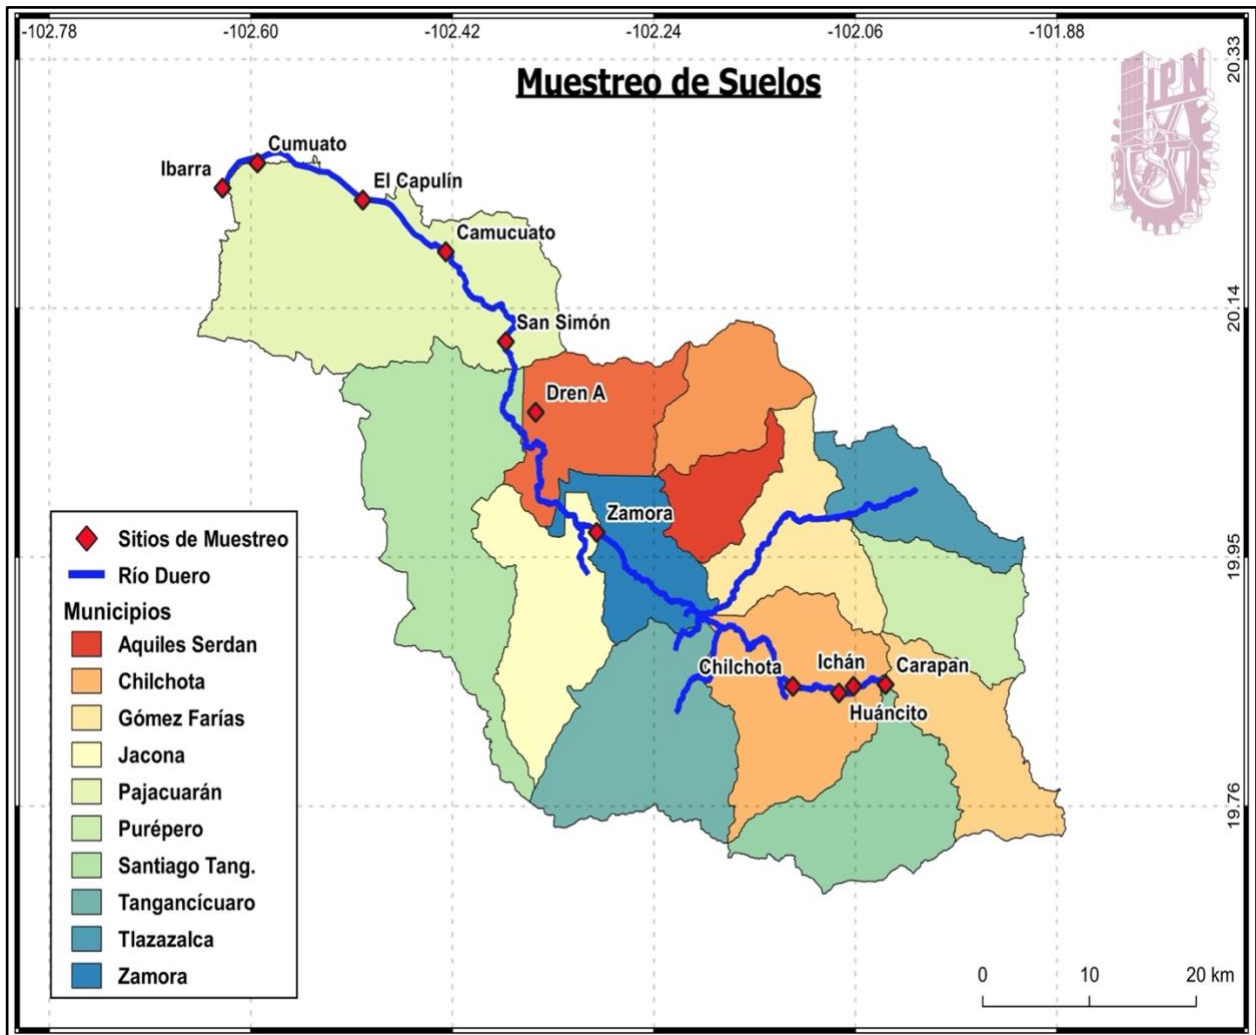 -102.78
-102.60
-102.42
-102.24
-102.06
-101.88
20.33
20.14
19.95
19.76
Muestreo de Suelos
IPN
Cumuato
Ibarra
El Capulín
Camucuato
San Simón
Dren A
Zamora
Chilchota
Ichán
Carapan
Huáncito
Sitios de Muestreo
Río Duero
Municipios
Aquiles Serdan
Chilchota
Gómez Farías
Jacona
Pajacuarán
Purépero
Santiago Tang.
Tangancícuaro
Tlazazalca
Zamora
0 10 20 km